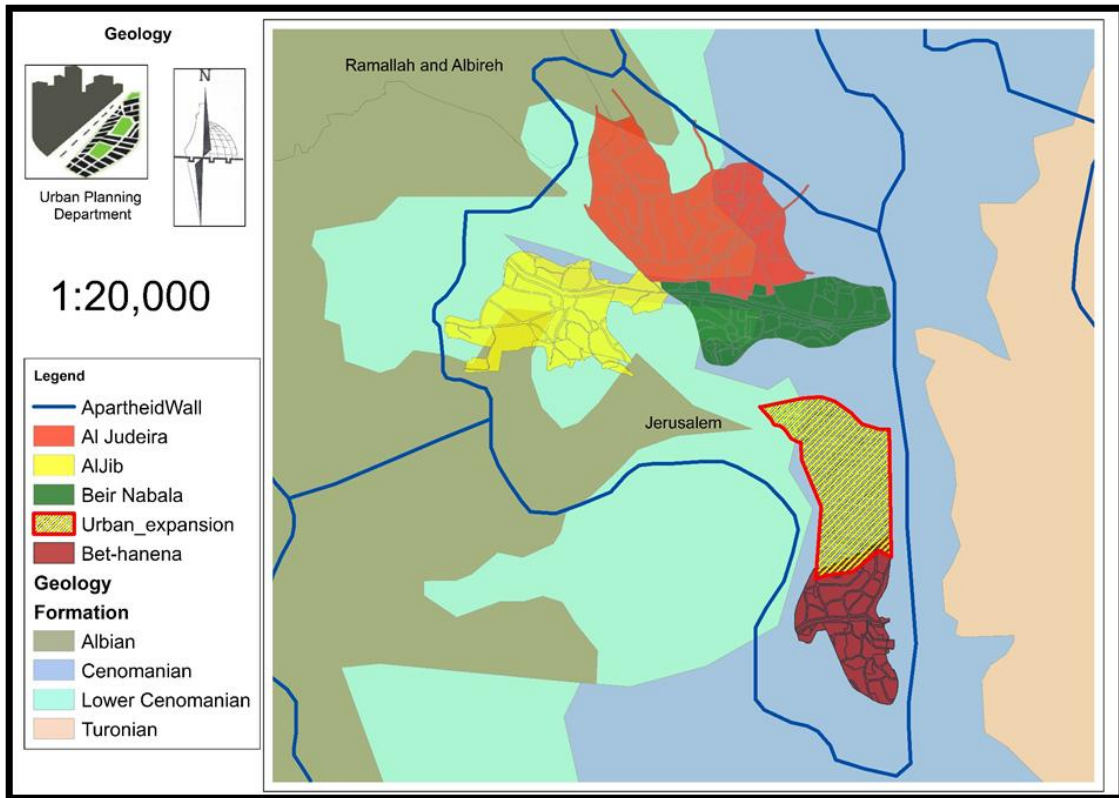 Geology
N
Urban Planning
Department
1:20,000
Legend
ApartheidWall
Al Judeira
AlJib
Beir Nabala
Urban_expansion
Bet-hanena
Geology
Formation
Albian
Cenomanian
Lower Cenomanian
Turonian
Ramallah and Albireh
Jerusalem